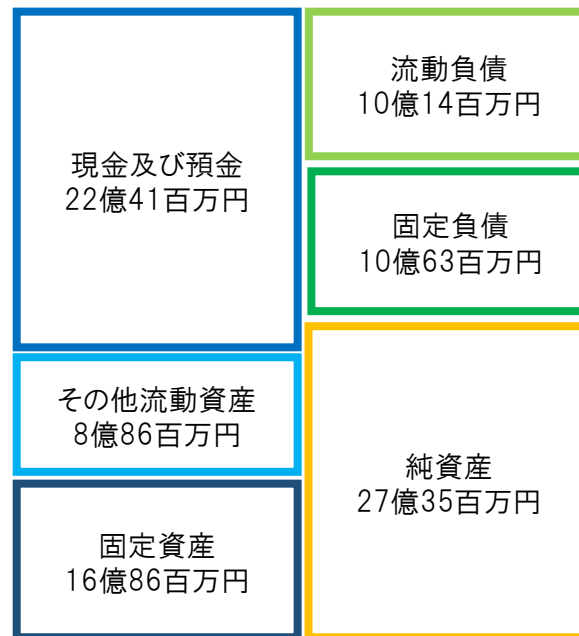 現金及び預金
22億41百万円
その他流動資産
8億86百万円
固定資産
16億86百万円
流動負債
10億14百万円
固定負債
10億63百万円
純資産
27億35百万円